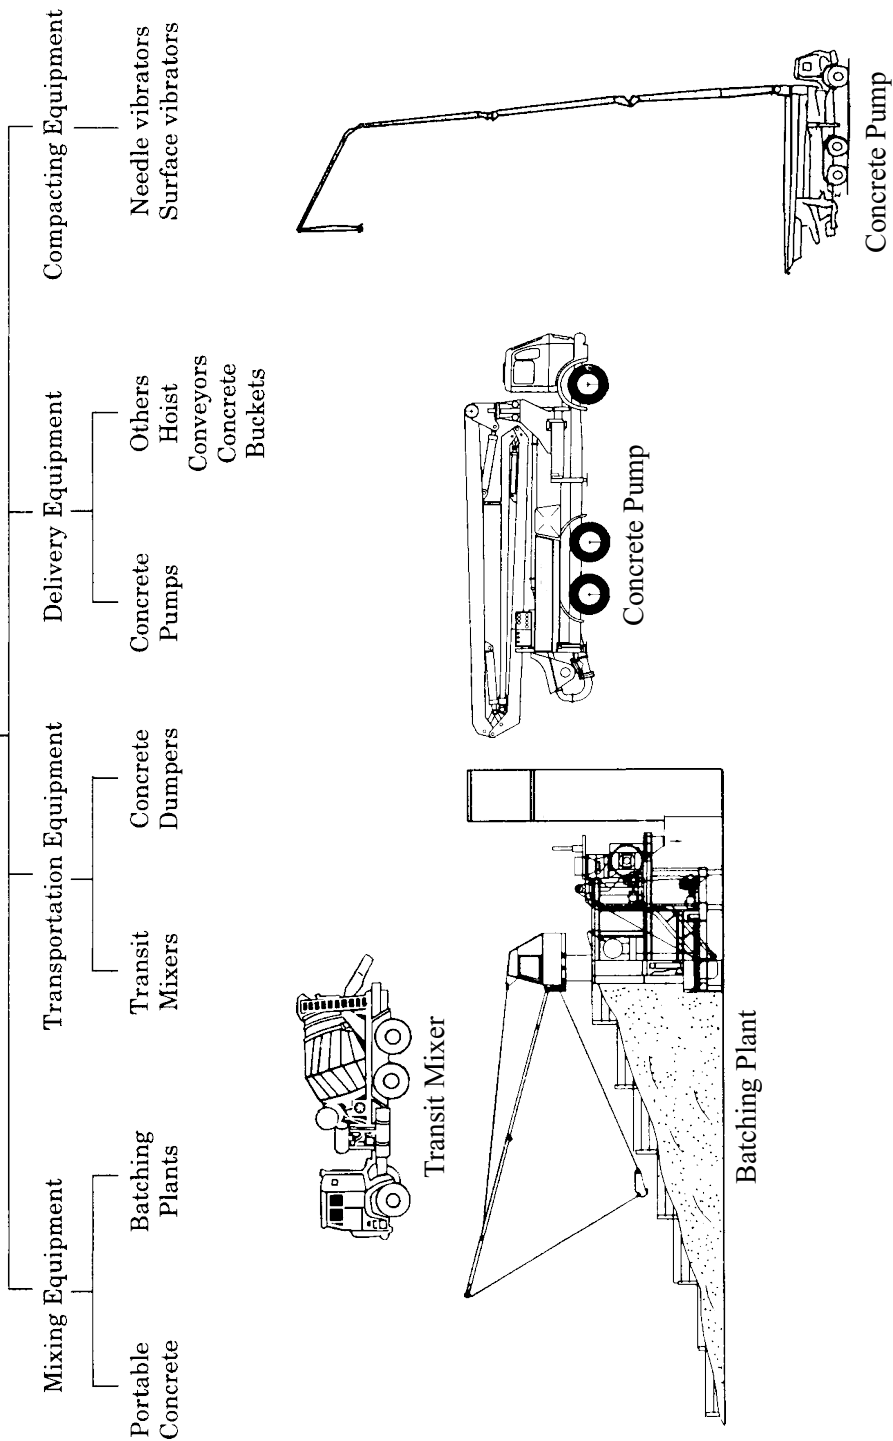 Mixing Equipment
Transportation Equipment
Delivery Equipment
Compacting Equipment
Portable
Concrete
Batching
Plants
Transit
Mixers
Concrete
Dumpers
Concrete
Pumps
Others
Hoist
Conveyors
Concrete
Buckets
Needle vibrators
Surface vibrators
Transit Mixer
Batching Plant
Concrete Pump
Concrete Pump